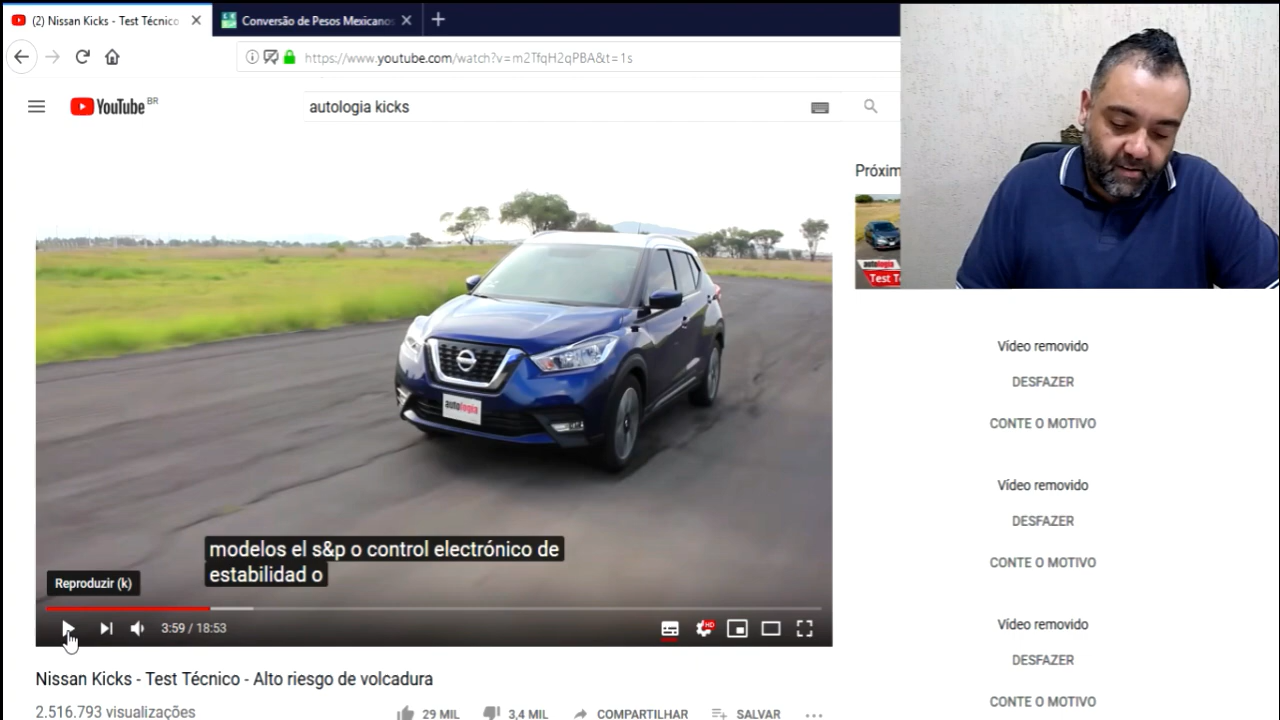 (2) Nissan Kicks - Test Técnico
Conversão de Pesos Mexicanos
https://www.youtube.com/watch?v=m2TfqH2qPBA&t=1s
YouTube BR
autologia kicks
Próxim
autologia
Test T
autologia
modelos el s&p o control electrónico de
estabilidad o
Reproduzir (k)
3:59 / 18:53
HD
Nissan Kicks - Test Técnico - Alto riesgo de volcadura
2.516.793 visualizações
29 MIL
3,4 MIL
COMPARTILHAR
SALVAR
Vídeo removido
DESFAZER
CONTE O MOTIVO
Vídeo removido
DESFAZER
CONTE O MOTIVO
Vídeo removido
DESFAZER
CONTE O MOTIVO